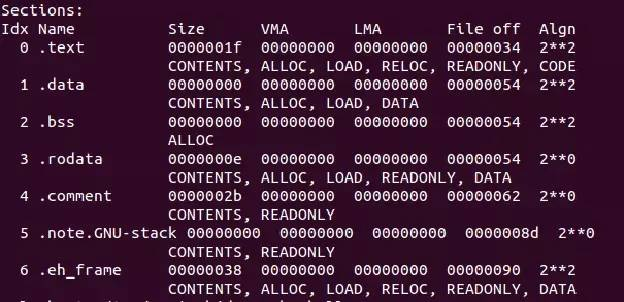 Sections:
Idx Name          Size      VMA       LMA       File off  Algn
  0 .text         0000001f  00000000  00000000  00000034  2**2
                  CONTENTS, ALLOC, LOAD, RELOC, READONLY, CODE
  1 .data         00000000  00000000  00000000  00000054  2**2
                  CONTENTS, ALLOC, LOAD, DATA
  2 .bss          00000000  00000000  00000000  00000054  2**2
                  ALLOC
  3 .rodata       0000000e  00000000  00000000  00000054  2**0
                  CONTENTS, ALLOC, LOAD, READONLY, DATA
  4 .comment      0000002b  00000000  00000000  00000062  2**0
                  CONTENTS, READONLY
  5 .note.GNU-stack 00000000  00000000  00000000  0000008d  2**0
                  CONTENTS, READONLY
  6 .eh_frame     00000038  00000000  00000000  00000090  2**2
                  CONTENTS, ALLOC, LOAD, RELOC, READONLY, DATA